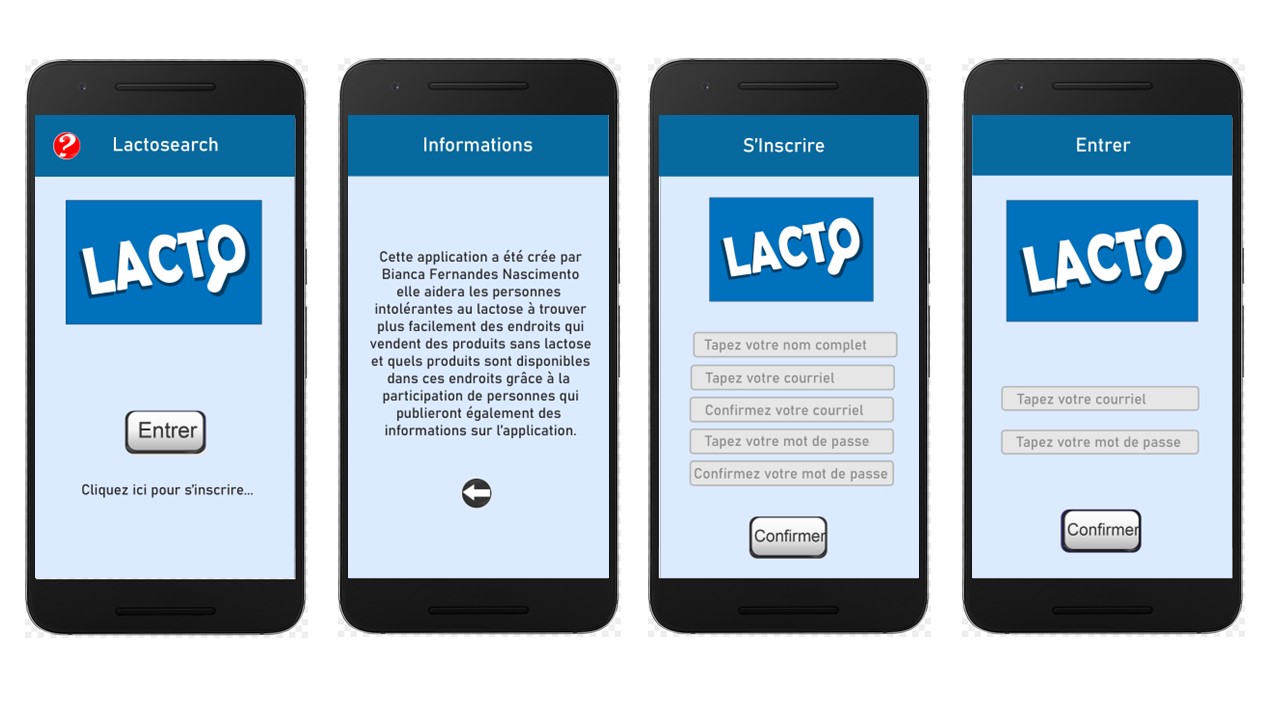 ?
Lactosearch
LACTO
Entrer
Cliquez ici pour s'inscrire...
Informations
Cette application a été crée par
Bianca Fernandes Nascimento
elle aidera les personnes
intolérantes au lactose à trouver
plus facilement des endroits qui
vendent des produits sans lactose
et quels produits sont disponibles
dans ces endroits grâce à la
participation de personnes qui
publieront également des
informations sur l'application.
S'Inscrire
LACTO
Tapez votre nom complet
Tapez votre courriel
Confirmez votre courriel
Tapez votre mot de passe
Confirmez votre mot de passe
Confirmer
Entrer
LACTO
Tapez votre courriel
Tapez votre mot de passe
Confirmer